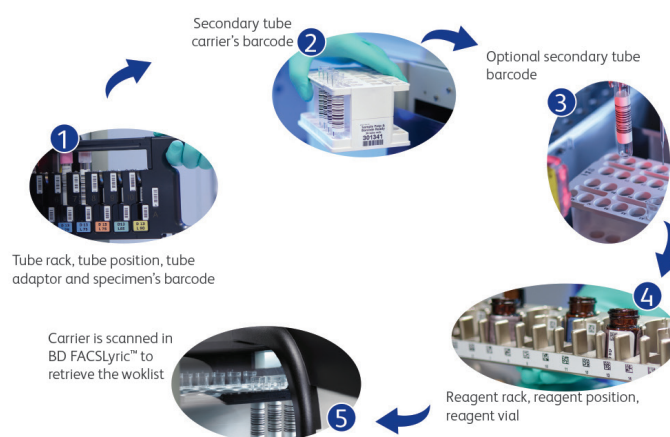 Secondary tube
carrier's barcode
2
Optional secondary tube
barcode
3
1
301341
Tube rack, tube position, tube
adaptor and specimen's barcode
4
Carrier is scanned in
BD FACSLyric™ to
retrieve the woklist
5
Reagent rack, reagent position,
reagent vial